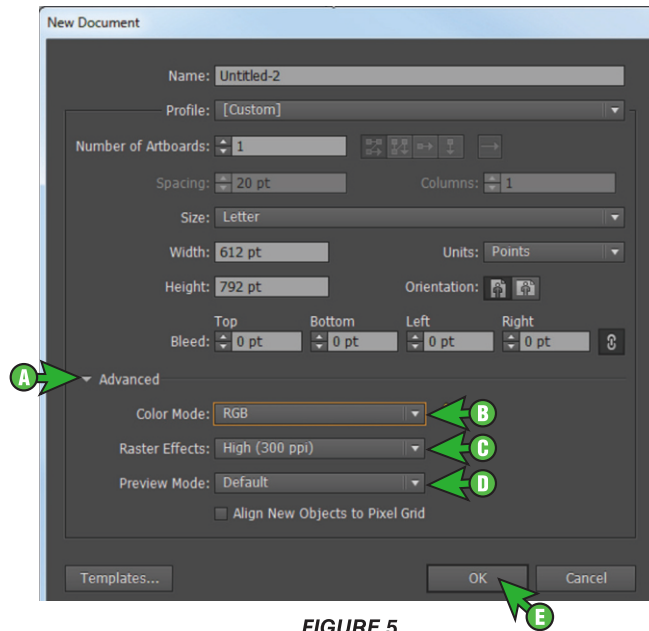 New Document
Name: Untitled-2
Profile: [Custom]
Number of Artboards: 1
Spacing: 20 pt Columns: 1
Size: Letter
Width: 612 pt Units: Points
Height: 792 pt Orientation:
Top Bottom Left Right
Bleed: 0 pt 0 pt 0 pt 0 pt
A Advanced
Color Mode: RGB B
Raster Effects: High (300 ppi) C
Preview Mode: Default D
Align New Objects to Pixel Grid
Templates... OK Cancel
E
FIGURE 5